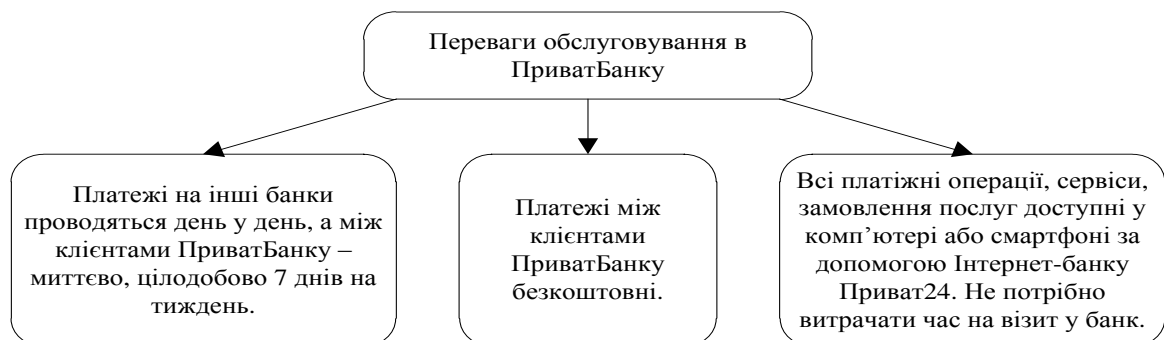 Переваги обслуговування в
ПриватБанку
Платежі на інші банки
проводяться день у день, а між
клієнтами ПриватБанку –
миттєво, цілодобово 7 днів на
тиждень.
Платежі між
клієнтами
ПриватБанку
безкоштовні.
Всі платіжні операції, сервіси,
замовлення послуг доступні у
комп’ютері або смартфоні за
допомогою Інтернет-банку
Приват24. Не потрібно
витрачати час на візит у банк.